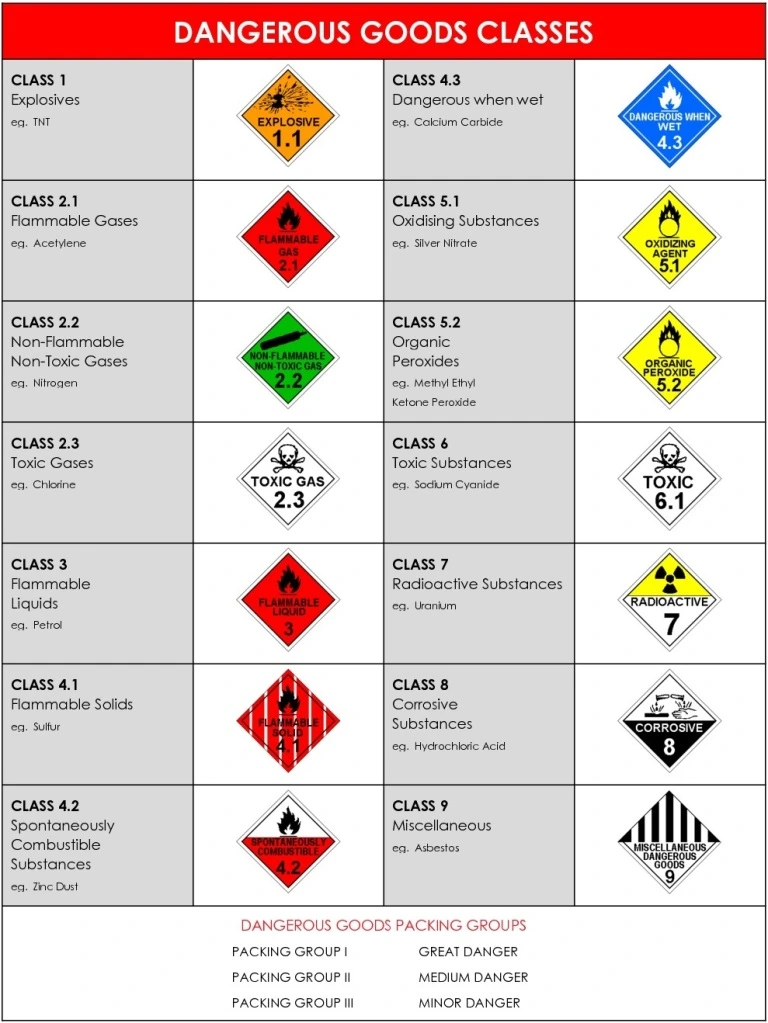 DANGEROUS GOODS CLASSES
CLASS 1
Explosives
eg. TNT
EXPLOSIVE
1.1
CLASS 4.3
Dangerous when wet
eg. Calcium Carbide
DANGEROUS WHEN
WET
4.3
CLASS 2.1
Flammable Gases
eg. Acetylene
FLAMMABLE
GAS
2.1
CLASS 5.1
Oxidising Substances
eg. Silver Nitrate
OXIDIZING
AGENT
5.1
CLASS 2.2
Non-Flammable
Non-Toxic Gases
eg. Nitrogen
NON-FLAMMABLE
NON-TOXIC GAS
2.2
CLASS 5.2
Organic
Peroxides
eg. Methyl Ethyl
Ketone Peroxide
ORGANIC
PEROXIDE
5.2
CLASS 2.3
Toxic Gases
eg. Chlorine
TOXIC GAS
2.3
CLASS 6
Toxic Substances
eg. Sodium Cyanide
TOXIC
6.1
CLASS 3
Flammable
Liquids
eg. Petrol
FLAMMABLE
LIQUID
3
CLASS 7
Radioactive Substances
eg. Uranium
RADIOACTIVE
7
CLASS 4.1
Flammable Solids
eg. Sulfur
FLAMMABLE
SOLID
4.1
CLASS 8
Corrosive
Substances
eg. Hydrochloric Acid
CORROSIVE
8
CLASS 4.2
Spontaneously
Combustible
Substances
eg. Zinc Dust
SPONTANEOUSLY
COMBUSTIBLE
4.2
CLASS 9
Miscellaneous
eg. Asbestos
MISCELLANEOUS
DANGEROUS
GOODS
9
DANGEROUS GOODS PACKING GROUPS
PACKING GROUP I GREAT DANGER
PACKING GROUP II MEDIUM DANGER
PACKING GROUP III MINOR DANGER